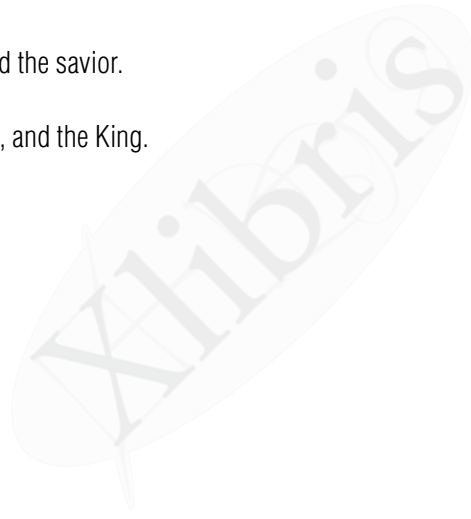 d the savior.
, and the King.
Xlibris